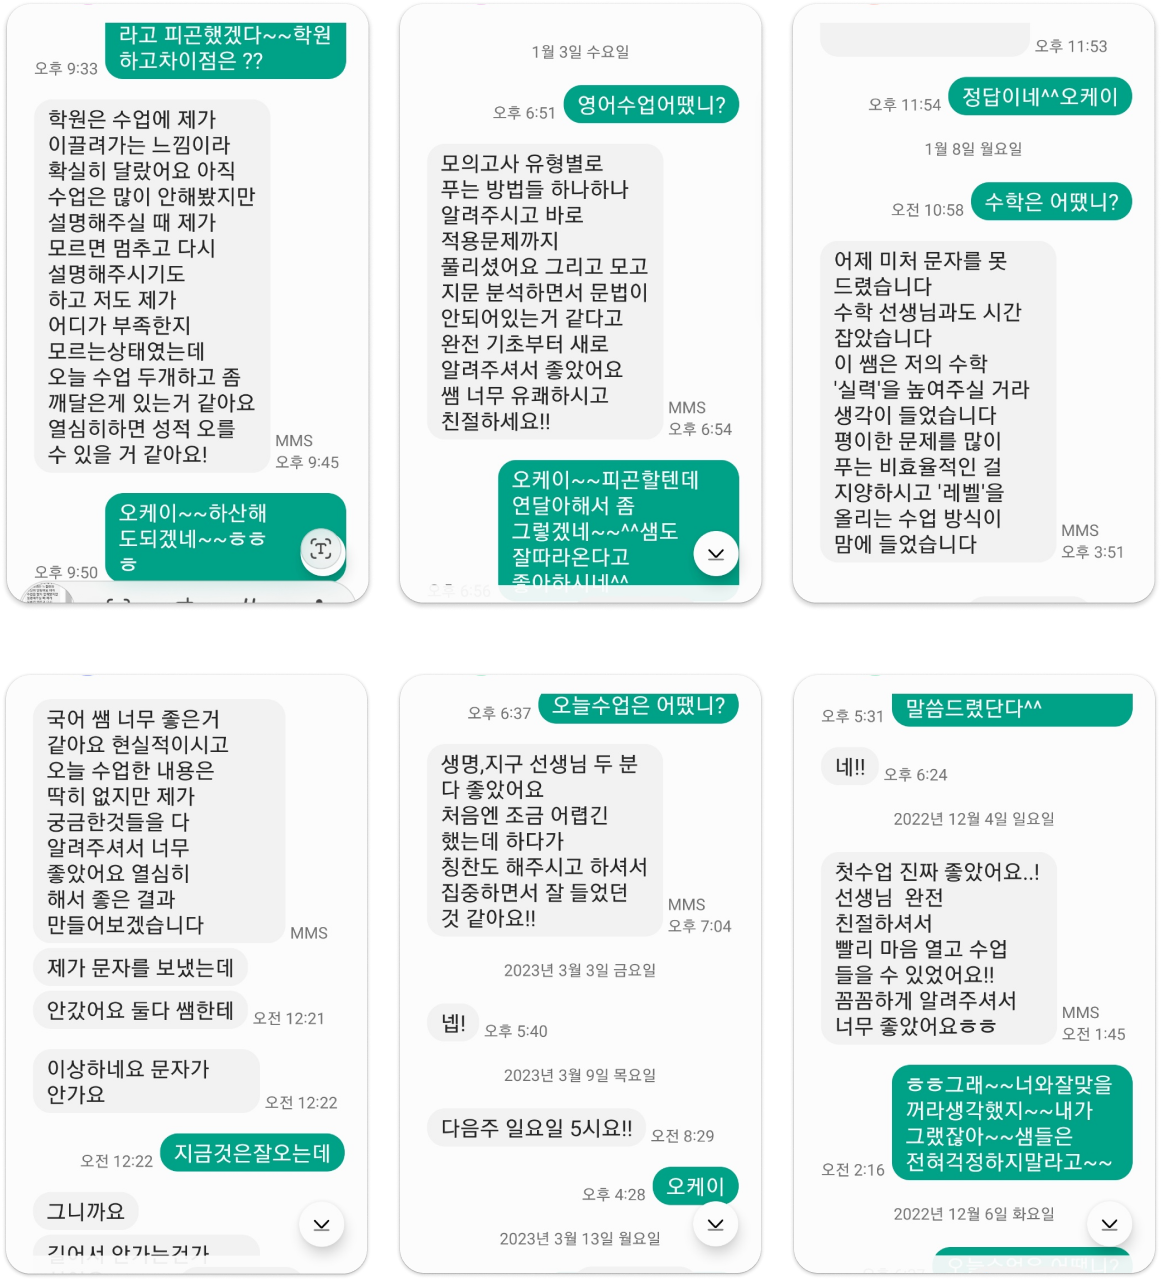 라고 피곤했겠다~~학원
하고차이점은 ??
오후 9:33
학원은 수업에 제가
이끌려가는 느낌이라
확실히 달랐어요 아직
수업은 많이 안해봤지만
설명해주실 때 제가
모르면 멈추고 다시
설명해주시기도
하고 저도 제가
어디가 부족한지
모르는상태였는데
오늘 수업 두개하고 좀
깨달은게 있는거 같아요
열심히하면 성적 오를
수 있을 거 같아요!
MMS
오후 9:45
오케이~~하산해
도되겠네~~ㅎㅎ
ㅎ
오후 9:50
1월 3일 수요일
영어수업어땠니?
오후 6:51
모의고사 유형별로
푸는 방법들 하나하나
알려주시고 바로
적용문제까지
풀리셨어요 그리고 모고
지문 분석하면서 문법이
안되어있는거 같다고
완전 기초부터 새로
알려주셔서 좋았어요
쌤 너무 유쾌하시고
친절하세요!!
MMS
오후 6:54
오케이~~피곤할텐데
연달아해서 좀
그렇겠네~~^^샘도
잘따라온다고
좋아하시네^^
오후 6:56
오후 11:53
정답이네^^오케이
오후 11:54
1월 8일 월요일
수학은 어땠니?
오전 10:58
어제 미처 문자를 못
드렸습니다
수학 선생님과도 시간
잡았습니다
이 쌤은 저의 수학
'실력'을 높여주실 거라
생각이 들었습니다
평이한 문제를 많이
푸는 비효율적인 걸
지양하시고 '레벨'을
올리는 수업 방식이
맘에 들었습니다
MMS
오후 3:51
국어 쌤 너무 좋은거
같아요 현실적이시고
오늘 수업한 내용은
딱히 없지만 제가
궁금한것들을 다
알려주셔서 너무
좋았어요 열심히
해서 좋은 결과
만들어보겠습니다
MMS
제가 문자를 보냈는데
안갔어요 둘다 쌤한테
오전 12:21
이상하네요 문자가
안가요
오전 12:22
지금것은잘오는데
오전 12:22
그니까요
길어서 안가는건가
오늘수업은 어땠니?
오후 6:37
생명,지구 선생님 두 분
다 좋았어요
처음엔 조금 어렵긴
했는데 하다가
칭찬도 해주시고 하셔서
집중하면서 잘 들었던
것 같아요!!
MMS
오후 7:04
2023년 3월 3일 금요일
넵!
오후 5:40
2023년 3월 9일 목요일
다음주 일요일 5시요!!
오전 8:29
오케이
오후 4:28
2023년 3월 13일 월요일
말씀드렸단다^^
오후 5:31
네!!
오후 6:24
2022년 12월 4일 일요일
첫수업 진짜 좋았어요..!
선생님  완전
친절하셔서
빨리 마음 열고 수업
들을 수 있었어요!!
꼼꼼하게 알려주셔서
너무 좋았어요ㅎㅎ
MMS
오전 1:45
ㅎㅎ그래~~너와잘맞을
꺼라생각했지~~내가
그랬잖아~~샘들은
전혀걱정하지말라고~~
오전 2:16
2022년 12월 6일 화요일